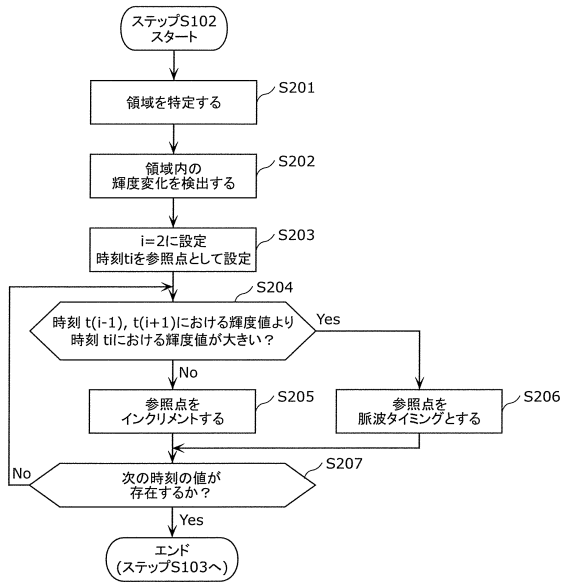 ステップS102
スタート
S201
領域を特定する
S202
領域内の
輝度変化を検出する
S203
i=2に設定
時刻tiを参照点として設定
S204
時刻 t(i-1), t(i+1)における輝度値より
時刻 tiにおける輝度値が大きい？
Yes
No
S205
参照点を
インクリメントする
S206
参照点を
脈波タイミングとする
S207
No
次の時刻の値が
存在するか？
Yes
エンド
(ステップS103へ)